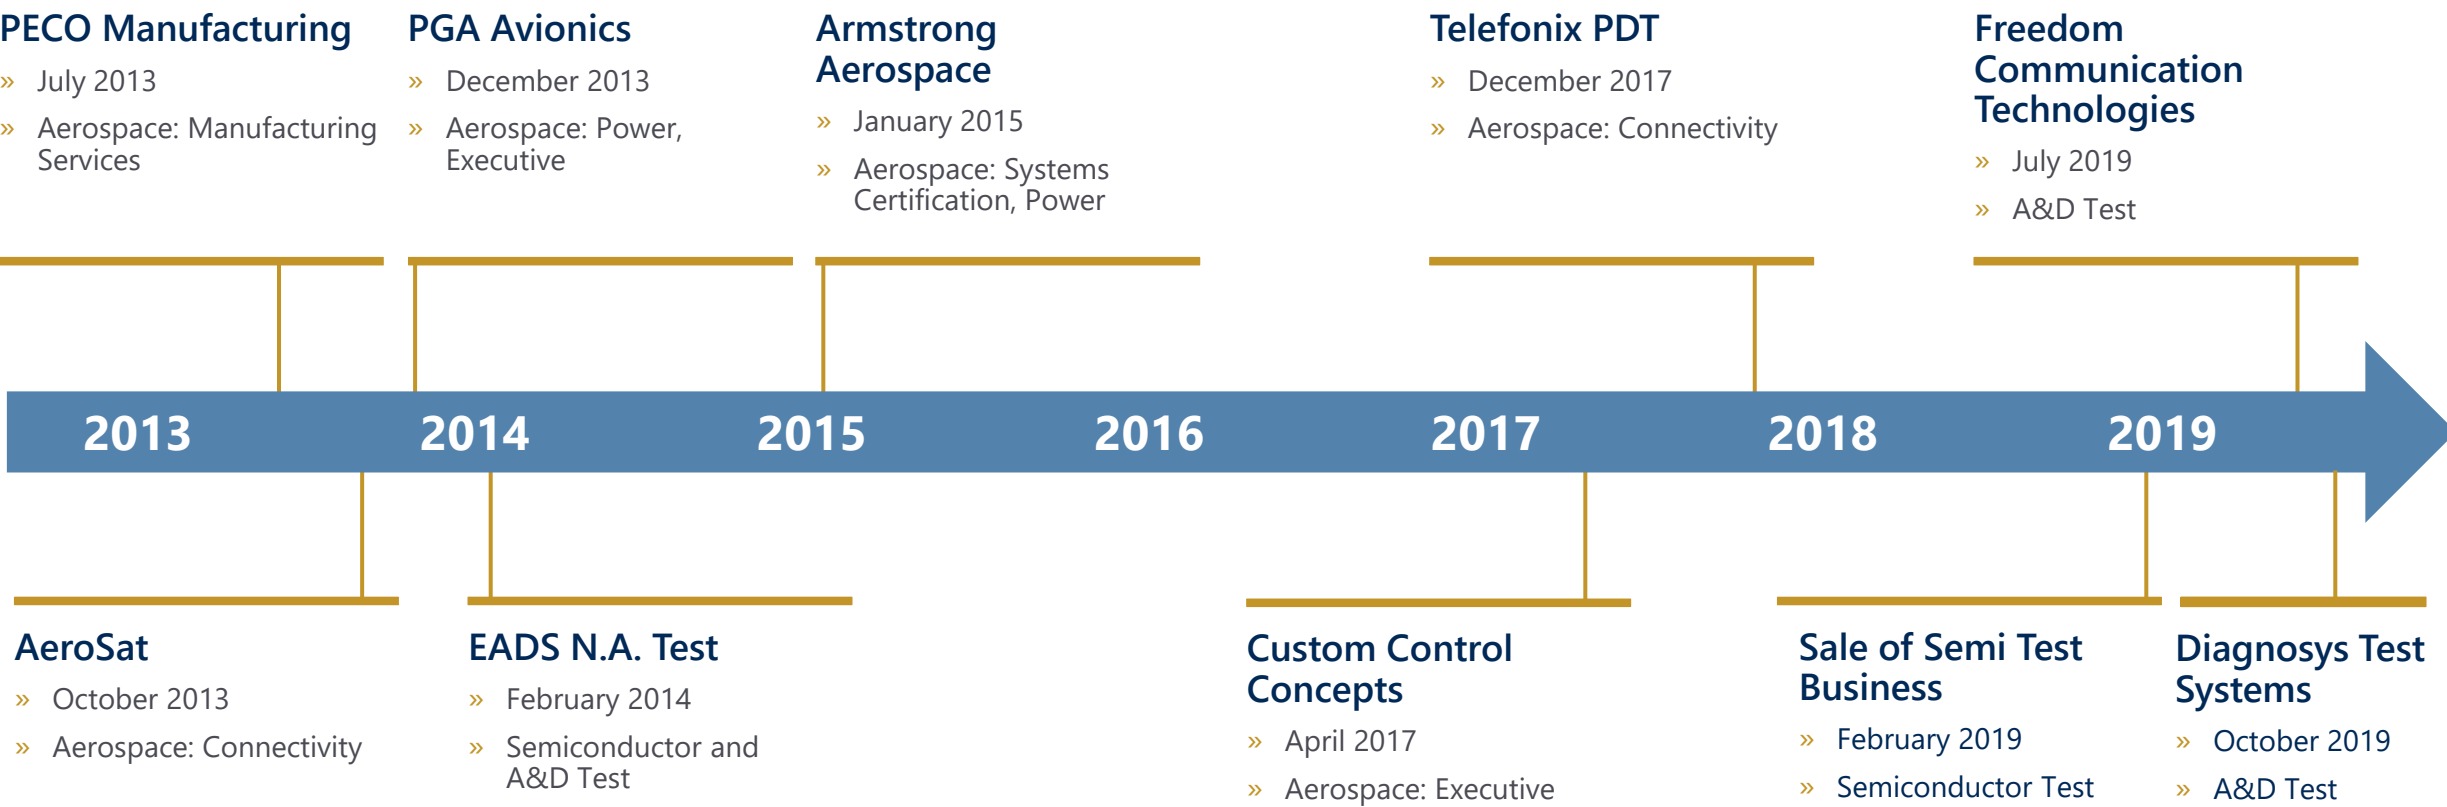 PECO Manufacturing
» July 2013
» Aerospace: Manufacturing
Services
PGA Avionics
» December 2013
» Aerospace: Power,
Executive
Armstrong
Aerospace
» January 2015
» Aerospace: Systems
Certification, Power
Telefonix PDT
» December 2017
» Aerospace: Connectivity
Freedom
Communication
Technologies
» July 2019
» A&D Test
2013 2014 2015 2016 2017 2018 2019
AeroSat
» October 2013
» Aerospace: Connectivity
EADS N.A. Test
» February 2014
» Semiconductor and
A&D Test
Custom Control
Concepts
» April 2017
» Aerospace: Executive
Sale of Semi Test
Business
» February 2019
» Semiconductor Test
Diagnosys Test
Systems
» October 2019
» A&D Test